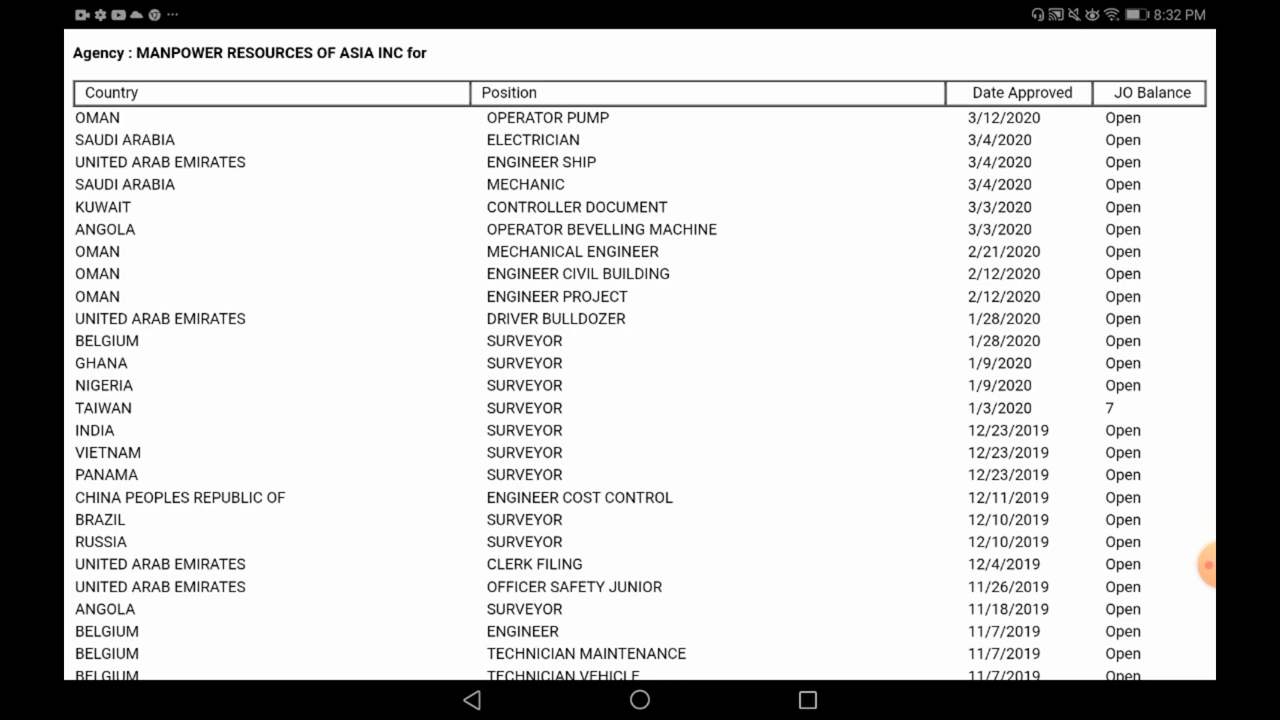 8:32 PM
Agency : MANPOWER RESOURCES OF ASIA INC for
Country Position Date Approved JO Balance
OMAN OPERATOR PUMP 3/12/2020 Open
SAUDI ARABIA ELECTRICIAN 3/4/2020 Open
UNITED ARAB EMIRATES ENGINEER SHIP 3/4/2020 Open
SAUDI ARABIA MECHANIC 3/4/2020 Open
KUWAIT CONTROLLER DOCUMENT 3/3/2020 Open
ANGOLA OPERATOR BEVELLING MACHINE 3/3/2020 Open
OMAN MECHANICAL ENGINEER 2/21/2020 Open
OMAN ENGINEER CIVIL BUILDING 2/12/2020 Open
OMAN ENGINEER PROJECT 2/12/2020 Open
UNITED ARAB EMIRATES DRIVER BULLDOZER 1/28/2020 Open
BELGIUM SURVEYOR 1/28/2020 Open
GHANA SURVEYOR 1/9/2020 Open
NIGERIA SURVEYOR 1/9/2020 Open
TAIWAN SURVEYOR 1/3/2020 7
INDIA SURVEYOR 12/23/2019 Open
VIETNAM SURVEYOR 12/23/2019 Open
PANAMA SURVEYOR 12/23/2019 Open
CHINA PEOPLES REPUBLIC OF ENGINEER COST CONTROL 12/11/2019 Open
BRAZIL SURVEYOR 12/10/2019 Open
RUSSIA SURVEYOR 12/10/2019 Open
UNITED ARAB EMIRATES CLERK FILING 12/4/2019 Open
UNITED ARAB EMIRATES OFFICER SAFETY JUNIOR 11/26/2019 Open
ANGOLA SURVEYOR 11/18/2019 Open
BELGIUM ENGINEER 11/7/2019 Open
BELGIUM TECHNICIAN MAINTENANCE 11/7/2019 Open
BELGIUM TECHNICIAN VEHICLE 11/7/2019 Open